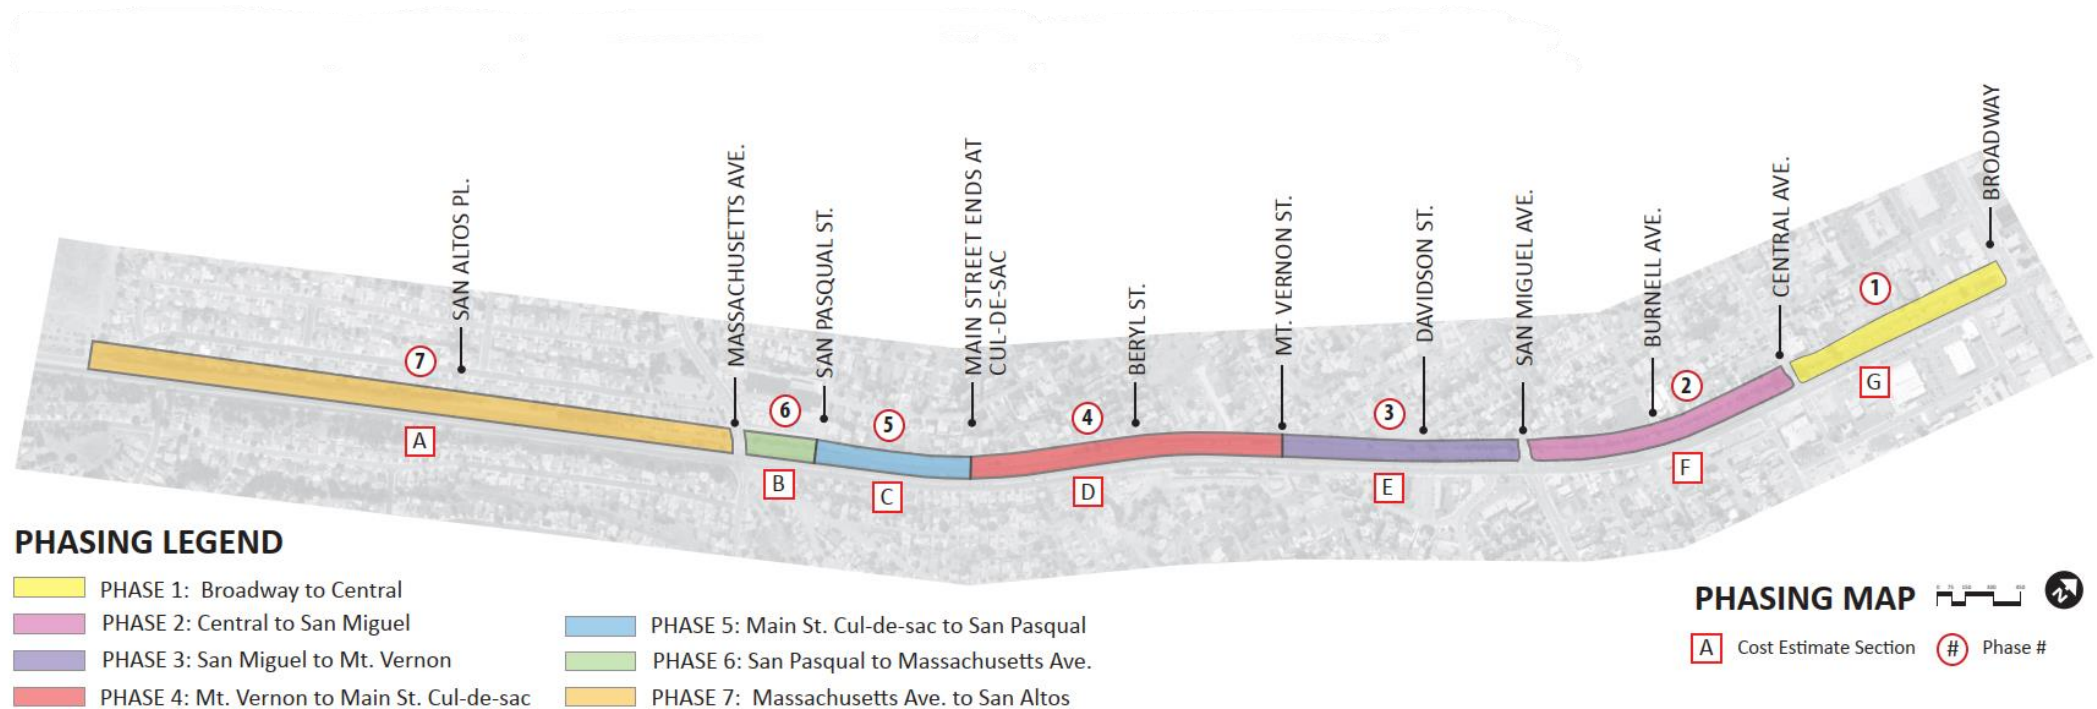 BROADWAY
MAIN STREET ENDS AT
CUL-DE-SAC
MASSACHUSETTS AVE.
CENTRAL AVE.
SAN ALTOS PL.
SAN PASQUAL ST.
MT. VERNON ST.
SAN MIGUEL AVE.
DAVIDSON ST.
BURNELL AVE.
BERYL ST.
7
6
5
4
3
2
1
A
B
C
D
E
F
G
PHASING LEGEND
PHASE 1: Broadway to Central
PHASE 2: Central to San Miguel
PHASE 3: San Miguel to Mt. Vernon
PHASE 4: Mt. Vernon to Main St. Cul-de-sac
PHASE 5: Main St. Cul-de-sac to San Pasqual
PHASE 6: San Pasqual to Massachusetts Ave.
PHASE 7: Massachusetts Ave. to San Altos
PHASING MAP
N
A Cost Estimate Section # Phase #